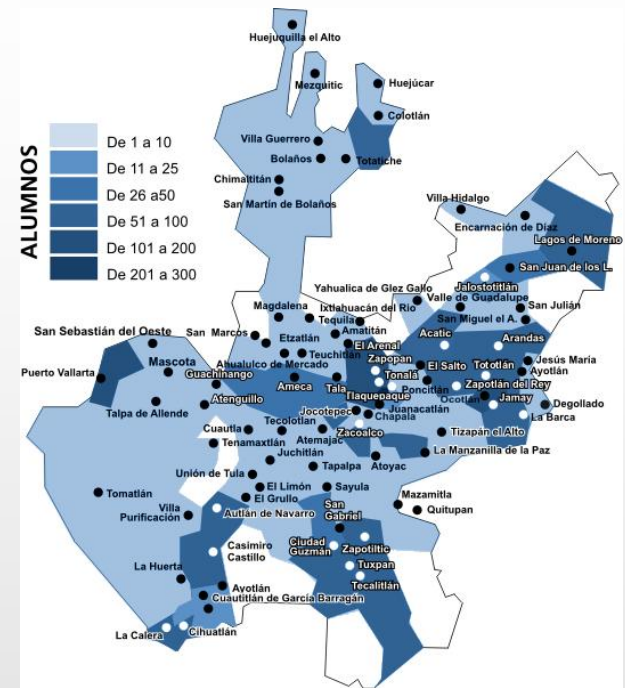 Huejuquilla el Alto
Mezquitic
Huejúcar
Colotlán
Villa Guerrero
Bolaños
Totatiche
Chimaltitán
San Martín de Bolaños
ALUMNOS
De 1 a 10
De 11 a 25
De 26 a50
De 51 a 100
De 101 a 200
De 201 a 300
Villa Hidalgo
Encarnación de Díaz
Lagos de Moreno
San Juan de los L.
Jalostotitlán
Yahualica de Glez Gallo
Valle de Guadalupe
San Julián
San Miguel el A.
Magdalena
Ixtlahuacán del Rio
Tequila
Amatitán
Acatic
Arandas
San Sebastián del Oeste
San Marcos
Etzatlán
El Arenal
Teuchitlán
Zapopan
El Salto
Tototlán
Jesús María
Mascota
Ahualulco de Mercado
Tonalá
Ayotlán
Puerto Vallarta
Guachinango
Ameca
Tala
Poncitlán
Zapotlán del Rey
Tlaquepaque
Ocotlán
Jamay
Degollado
Talpa de Allende
Atenguillo
Jocotepec
Juanacatlán
Chapala
La Barca
Cuautla
Tecolotlan
Zacoalco
Tizapán el Alto
Tenamaxtlan
Atemajac
Juchitlán
Atoyac
La Manzanilla de la Paz
Unión de Tula
Tapalpa
Tomatlán
El Limón
Sayula
Mazamitla
El Grullo
Quitupan
Villa
Purificación
San
Gabriel
Autlán de Navarro
Ciudad
Guzmán
Zapotiltic
Casimiro
Castillo
Tuxpan
Tecalitlán
La Huerta
Ayotlán
Cuautitlán de García Barragán
La Calera
Cihuatlán